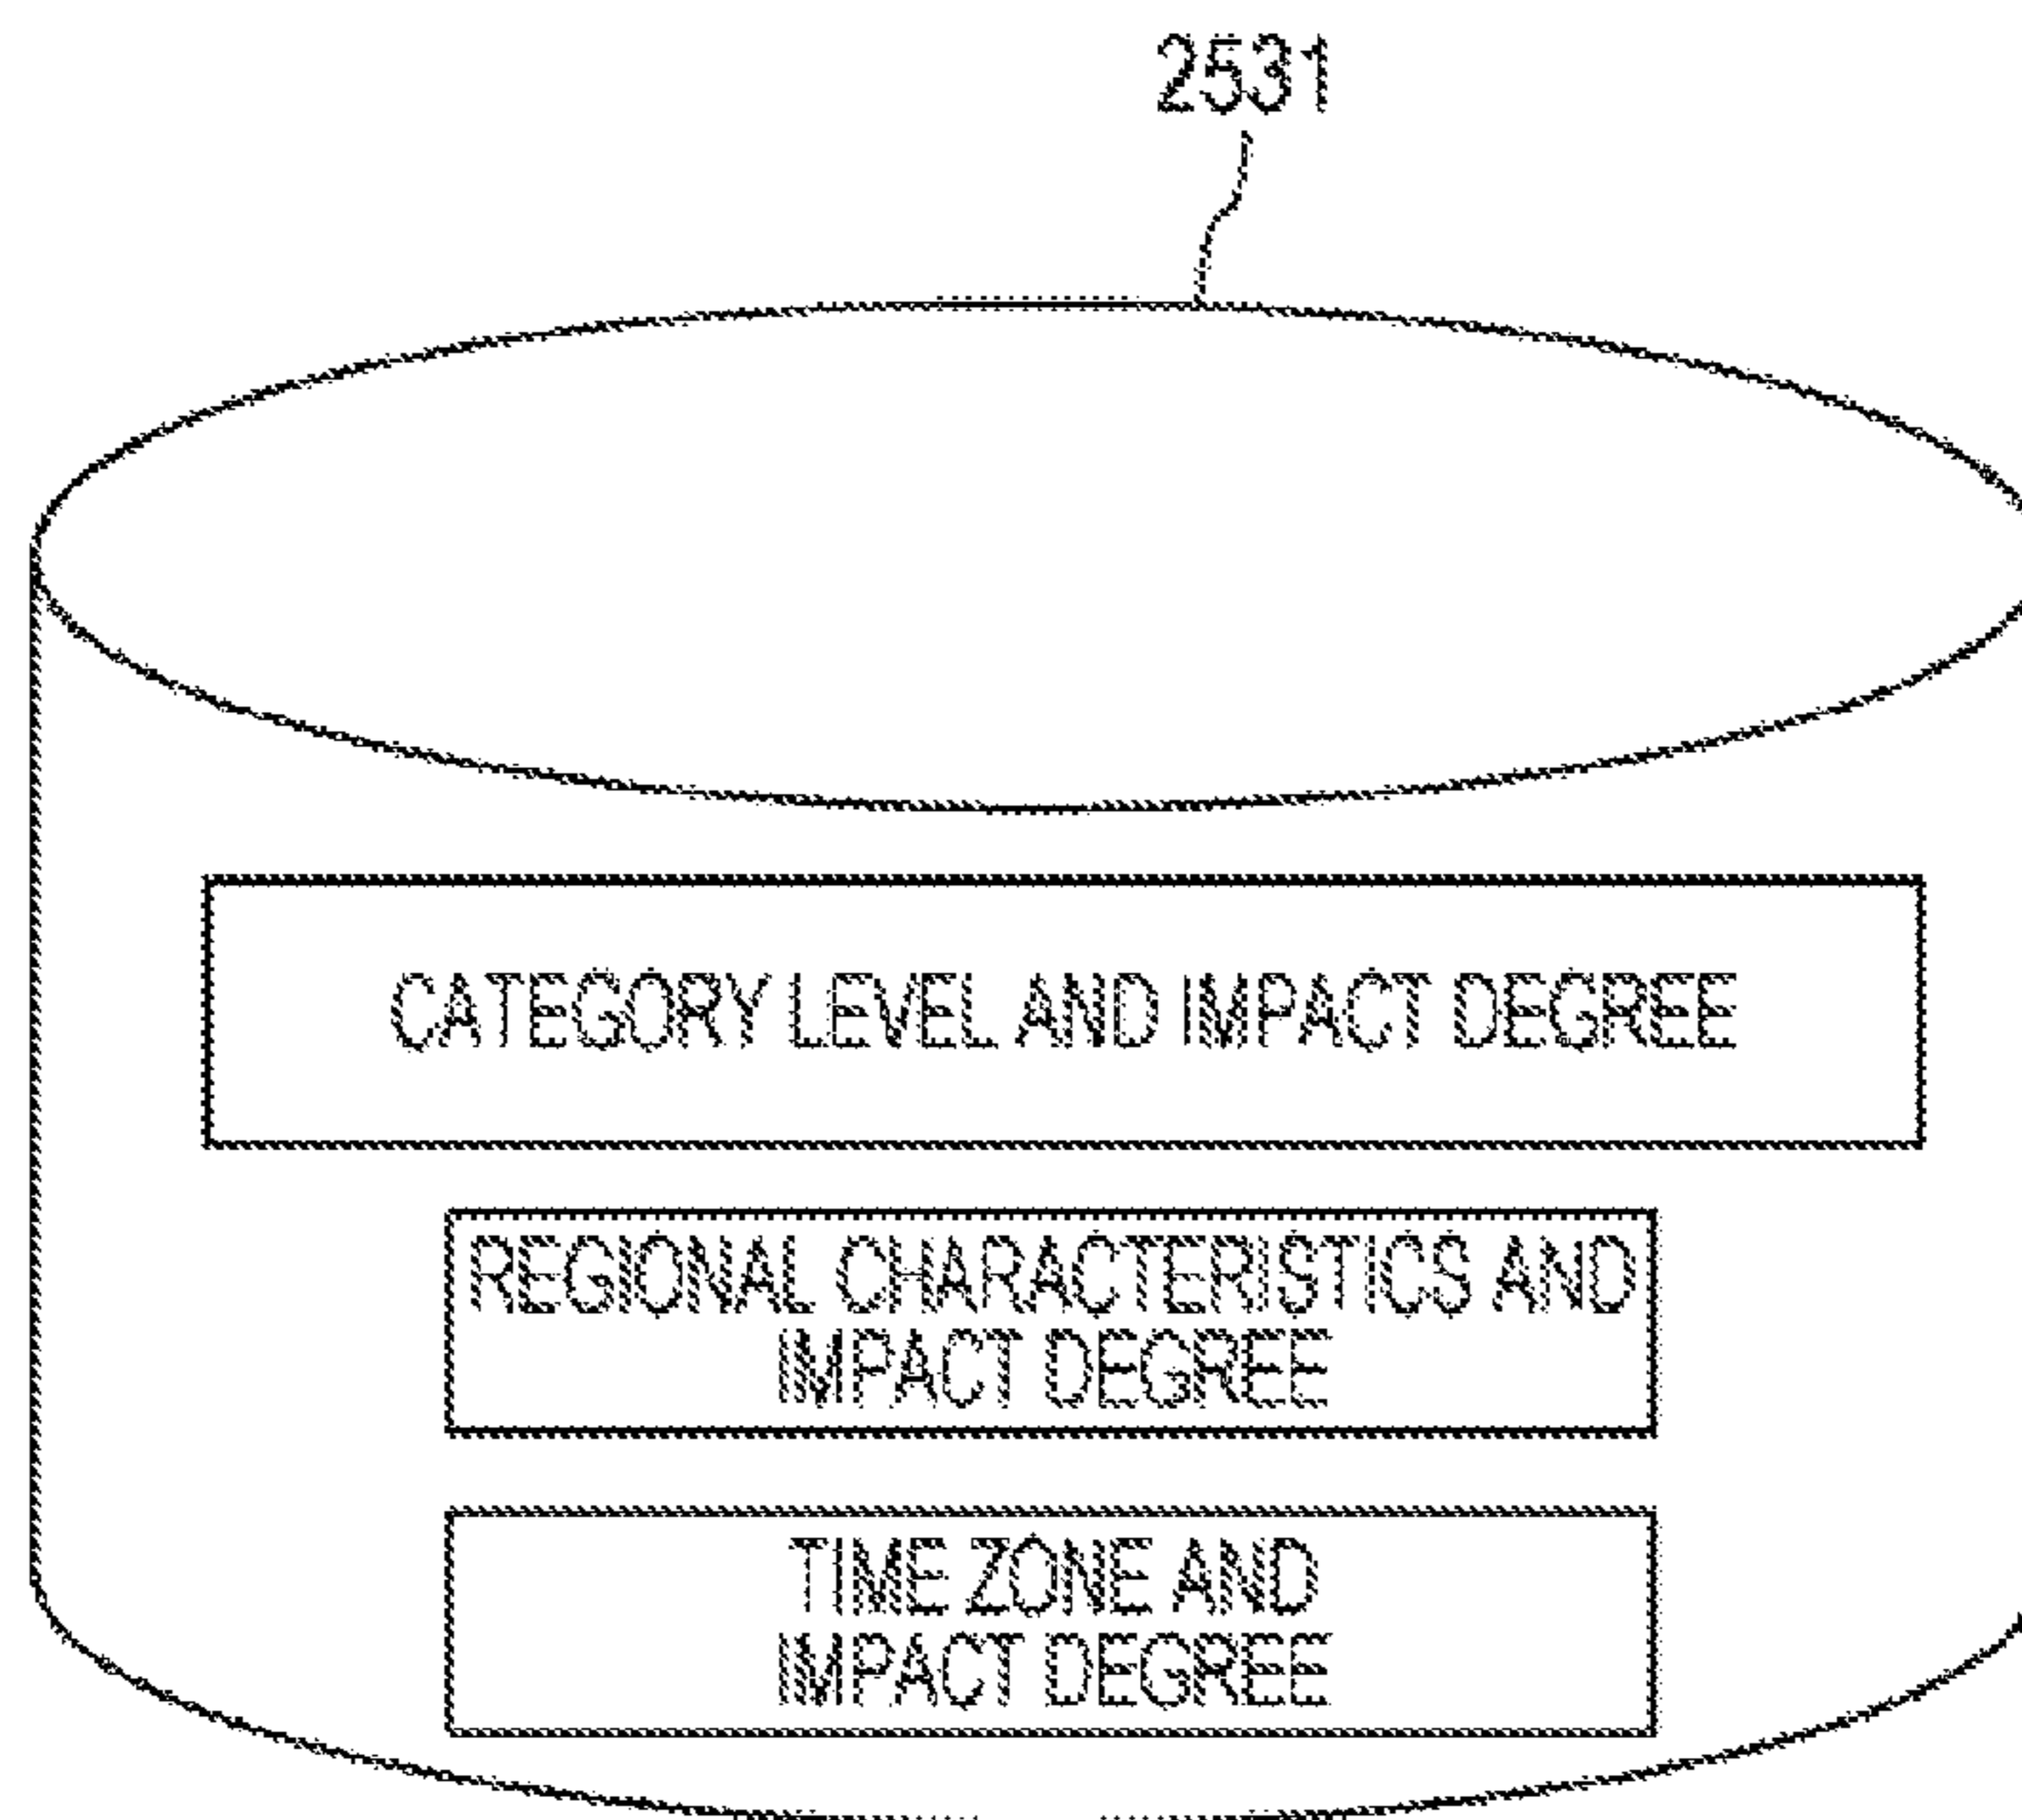 2531
CATEGORY LEVEL AND IMPACT DEGREE
REGIONAL CHARACTERISTICS AND
IMPACT DEGREE
TIME ZONE AND
IMPACT DEGREE